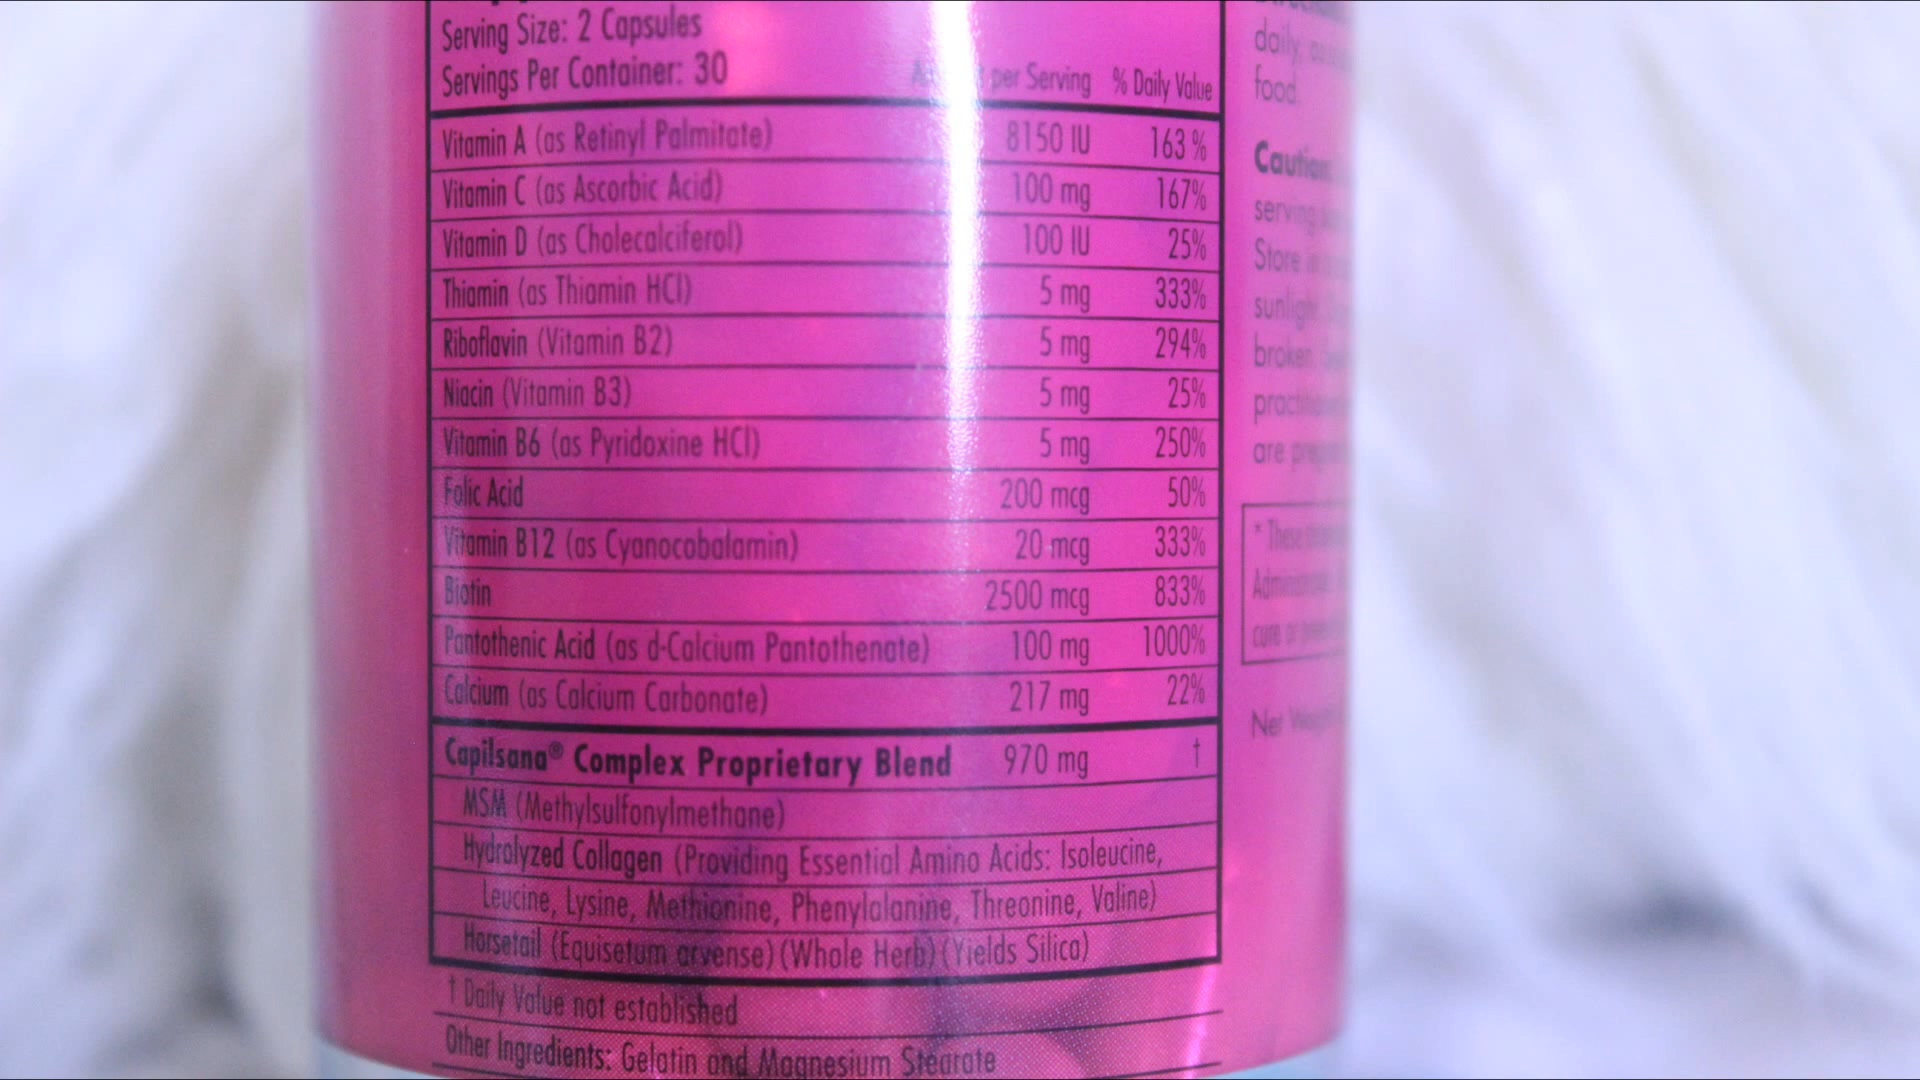 Serving Size: 2 Capsules
Servings Per Container: 30
per Serving % Daily Value
Vitamin A (as Retinyl Palmitate) 8150 IU 163 %
Vitamin C (as Ascorbic Acid) 100 mg 167%
Vitamin D (as Cholecalciferol) 100 IU 25%
Thiamin (as Thiamin HCl) 5 mg 333%
Riboflavin (Vitamin B2) 5 mg 294%
Niacin (Vitamin B3) 5 mg 25%
Vitamin B6 (as Pyridoxine HCl) 5 mg 250%
Folic Acid 200 mcg 50%
Vitamin B12 (as Cyanocobalamin) 20 mcg 333%
Biotin 2500 mcg 833%
Pantothenic Acid (as d-Calcium Pantothenate) 100 mg 1000%
Calcium (as Calcium Carbonate) 217 mg 22%
Capilsana® Complex Proprietary Blend 970 mg †
MSM (Methylsulfonylmethane)
Hydrolyzed Collagen (Providing Essential Amino Acids: Isoleucine,
Leucine, Lysine, Methionine, Phenylalanine, Threonine, Valine)
Horsetail (Equisetum arvense) (Whole Herb) (Yields Silica)
† Daily Value not established
Other Ingredients: Gelatin and Magnesium Stearate
daily,
food.
Caution:
serving
Store
sunlight.
broken.
are
* These
cure or
Net